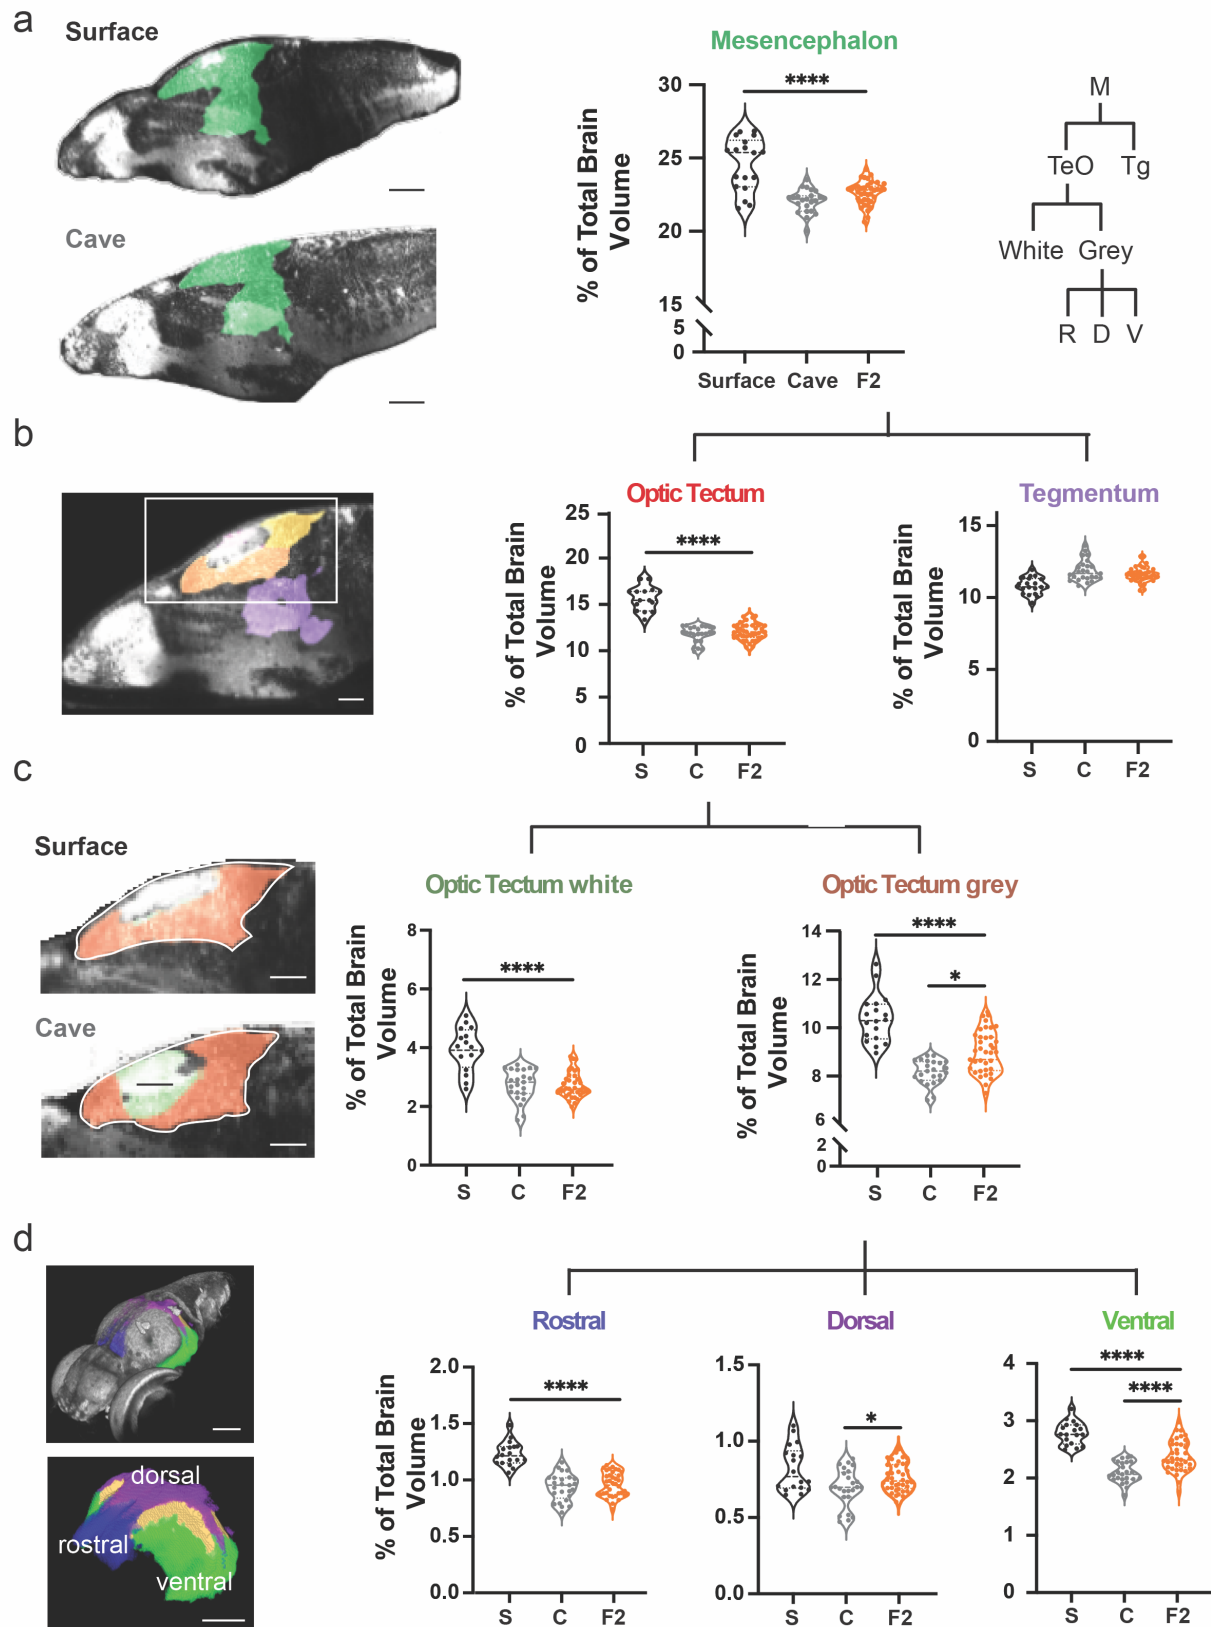 a
Surface
Cave
Mesencephalon
****
% of Total Brain
Volume
30
25
20
15
5
0
Surface Cave F2
M
TeO Tg
White Grey
R D V
b
Optic Tectum
****
% of Total Brain
Volume
25
20
15
10
5
0
S C F2
Tegmentum
% of Total Brain
Volume
15
10
5
0
S C F2
c
Surface
Cave
Optic Tectum white
****
% of Total Brain
Volume
8
6
4
2
0
S C F2
Optic Tectum grey
****
*
% of Total Brain
Volume
14
12
10
8
6
2
0
S C F2
d
dorsal
rostral
ventral
Rostral
****
% of Total Brain
Volume
2.0
1.5
1.0
0.5
0.0
S C F2
Dorsal
*
1.5
1.0
0.5
0.0
S C F2
Ventral
****
****
4
3
2
1
0
S C F2